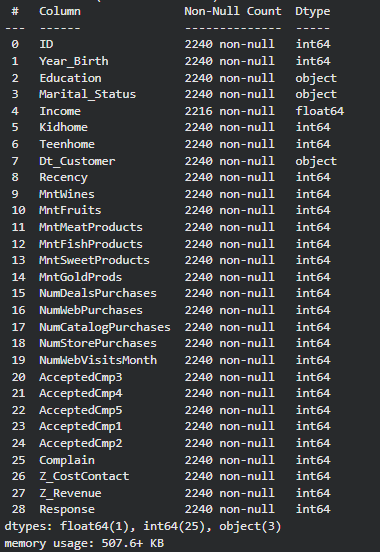 # Column Non-Null Count Dtype
--- ------ -------------- -----
0 ID 2240 non-null int64
1 Year_Birth 2240 non-null int64
2 Education 2240 non-null object
3 Marital_Status 2240 non-null object
4 Income 2216 non-null float64
5 Kidhome 2240 non-null int64
6 Teenhome 2240 non-null int64
7 Dt_Customer 2240 non-null object
8 Recency 2240 non-null int64
9 MntWines 2240 non-null int64
10 MntFruits 2240 non-null int64
11 MntMeatProducts 2240 non-null int64
12 MntFishProducts 2240 non-null int64
13 MntSweetProducts 2240 non-null int64
14 MntGoldProds 2240 non-null int64
15 NumDealsPurchases 2240 non-null int64
16 NumWebPurchases 2240 non-null int64
17 NumCatalogPurchases 2240 non-null int64
18 NumStorePurchases 2240 non-null int64
19 NumWebVisitsMonth 2240 non-null int64
20 AcceptedCmp3 2240 non-null int64
21 AcceptedCmp4 2240 non-null int64
22 AcceptedCmp5 2240 non-null int64
23 AcceptedCmp1 2240 non-null int64
24 AcceptedCmp2 2240 non-null int64
25 Complain 2240 non-null int64
26 Z_CostContact 2240 non-null int64
27 Z_Revenue 2240 non-null int64
28 Response 2240 non-null int64
dtypes: float64(1), int64(25), object(3)
memory usage: 507.6+ KB